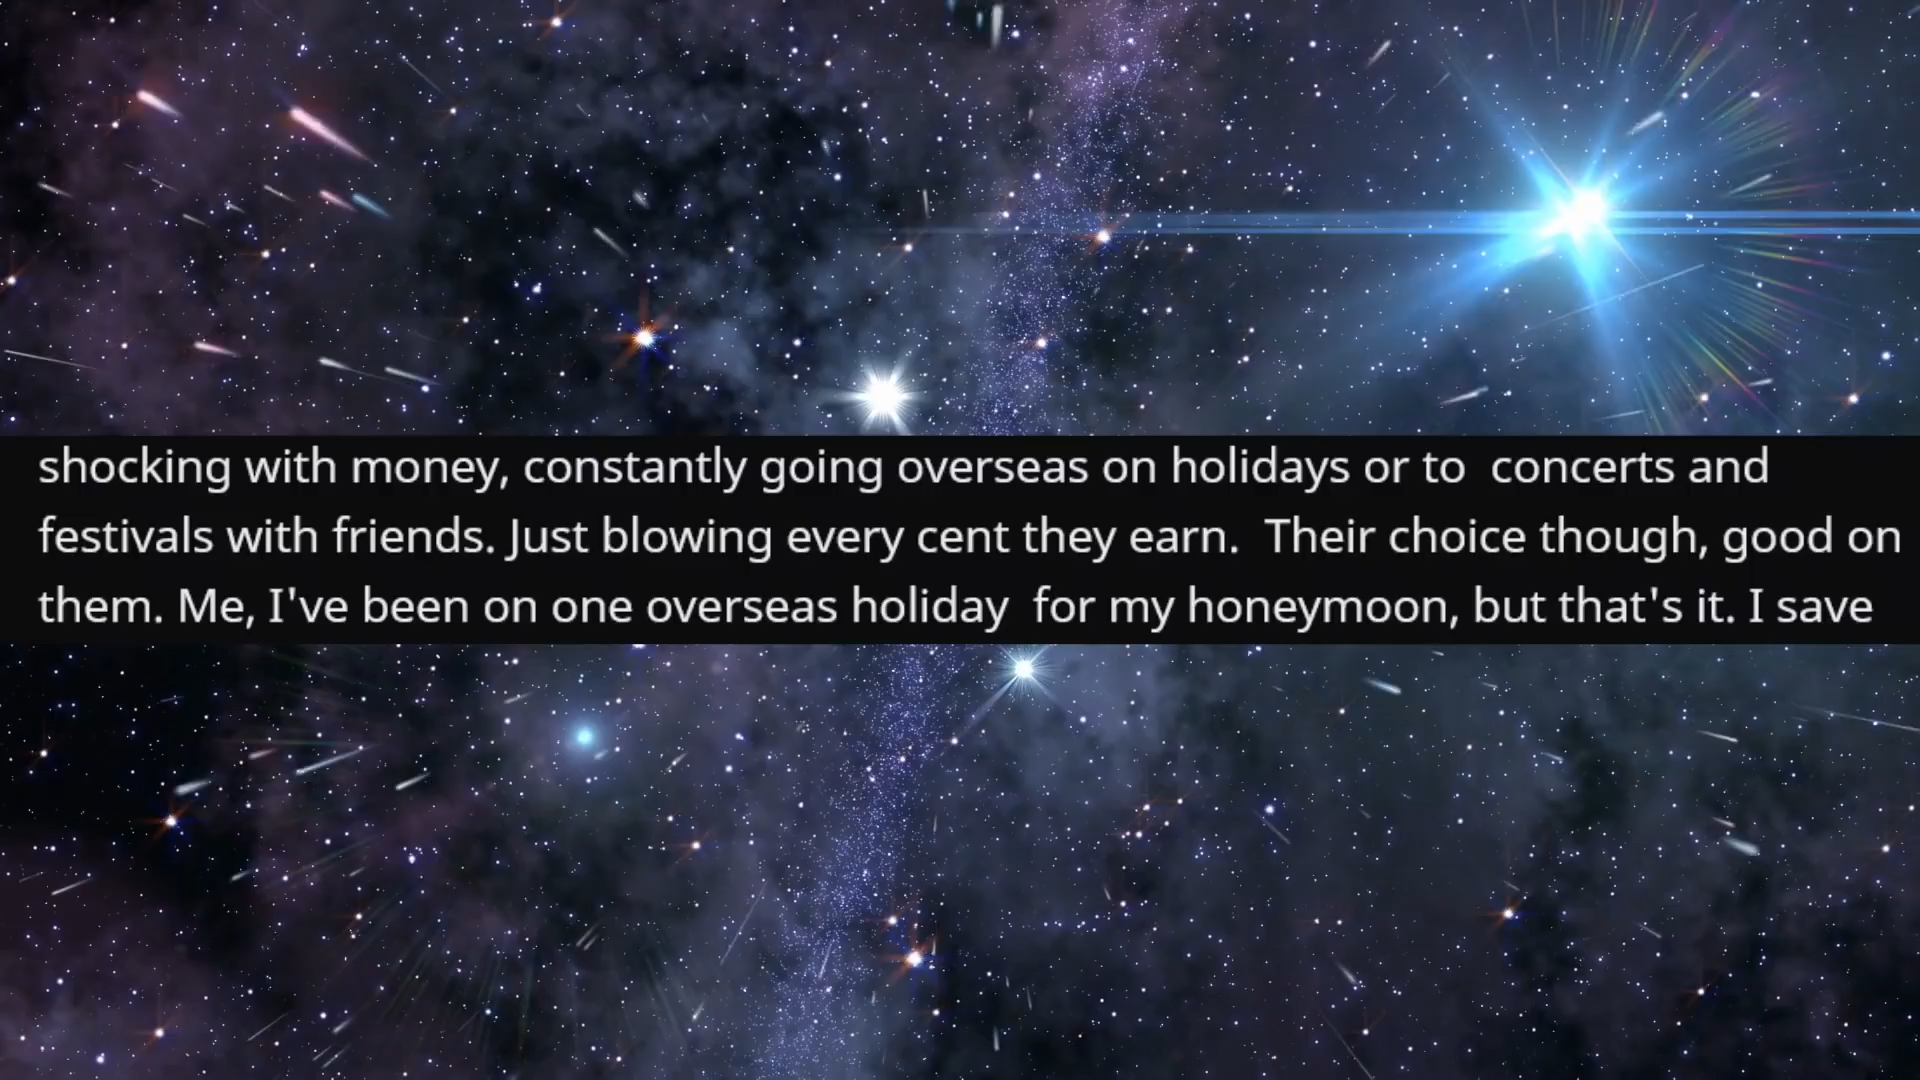 shocking with money, constantly going overseas on holidays or to  concerts and
festivals with friends. Just blowing every cent they earn.  Their choice though, good on
them. Me, I've been on one overseas holiday  for my honeymoon, but that's it. I save